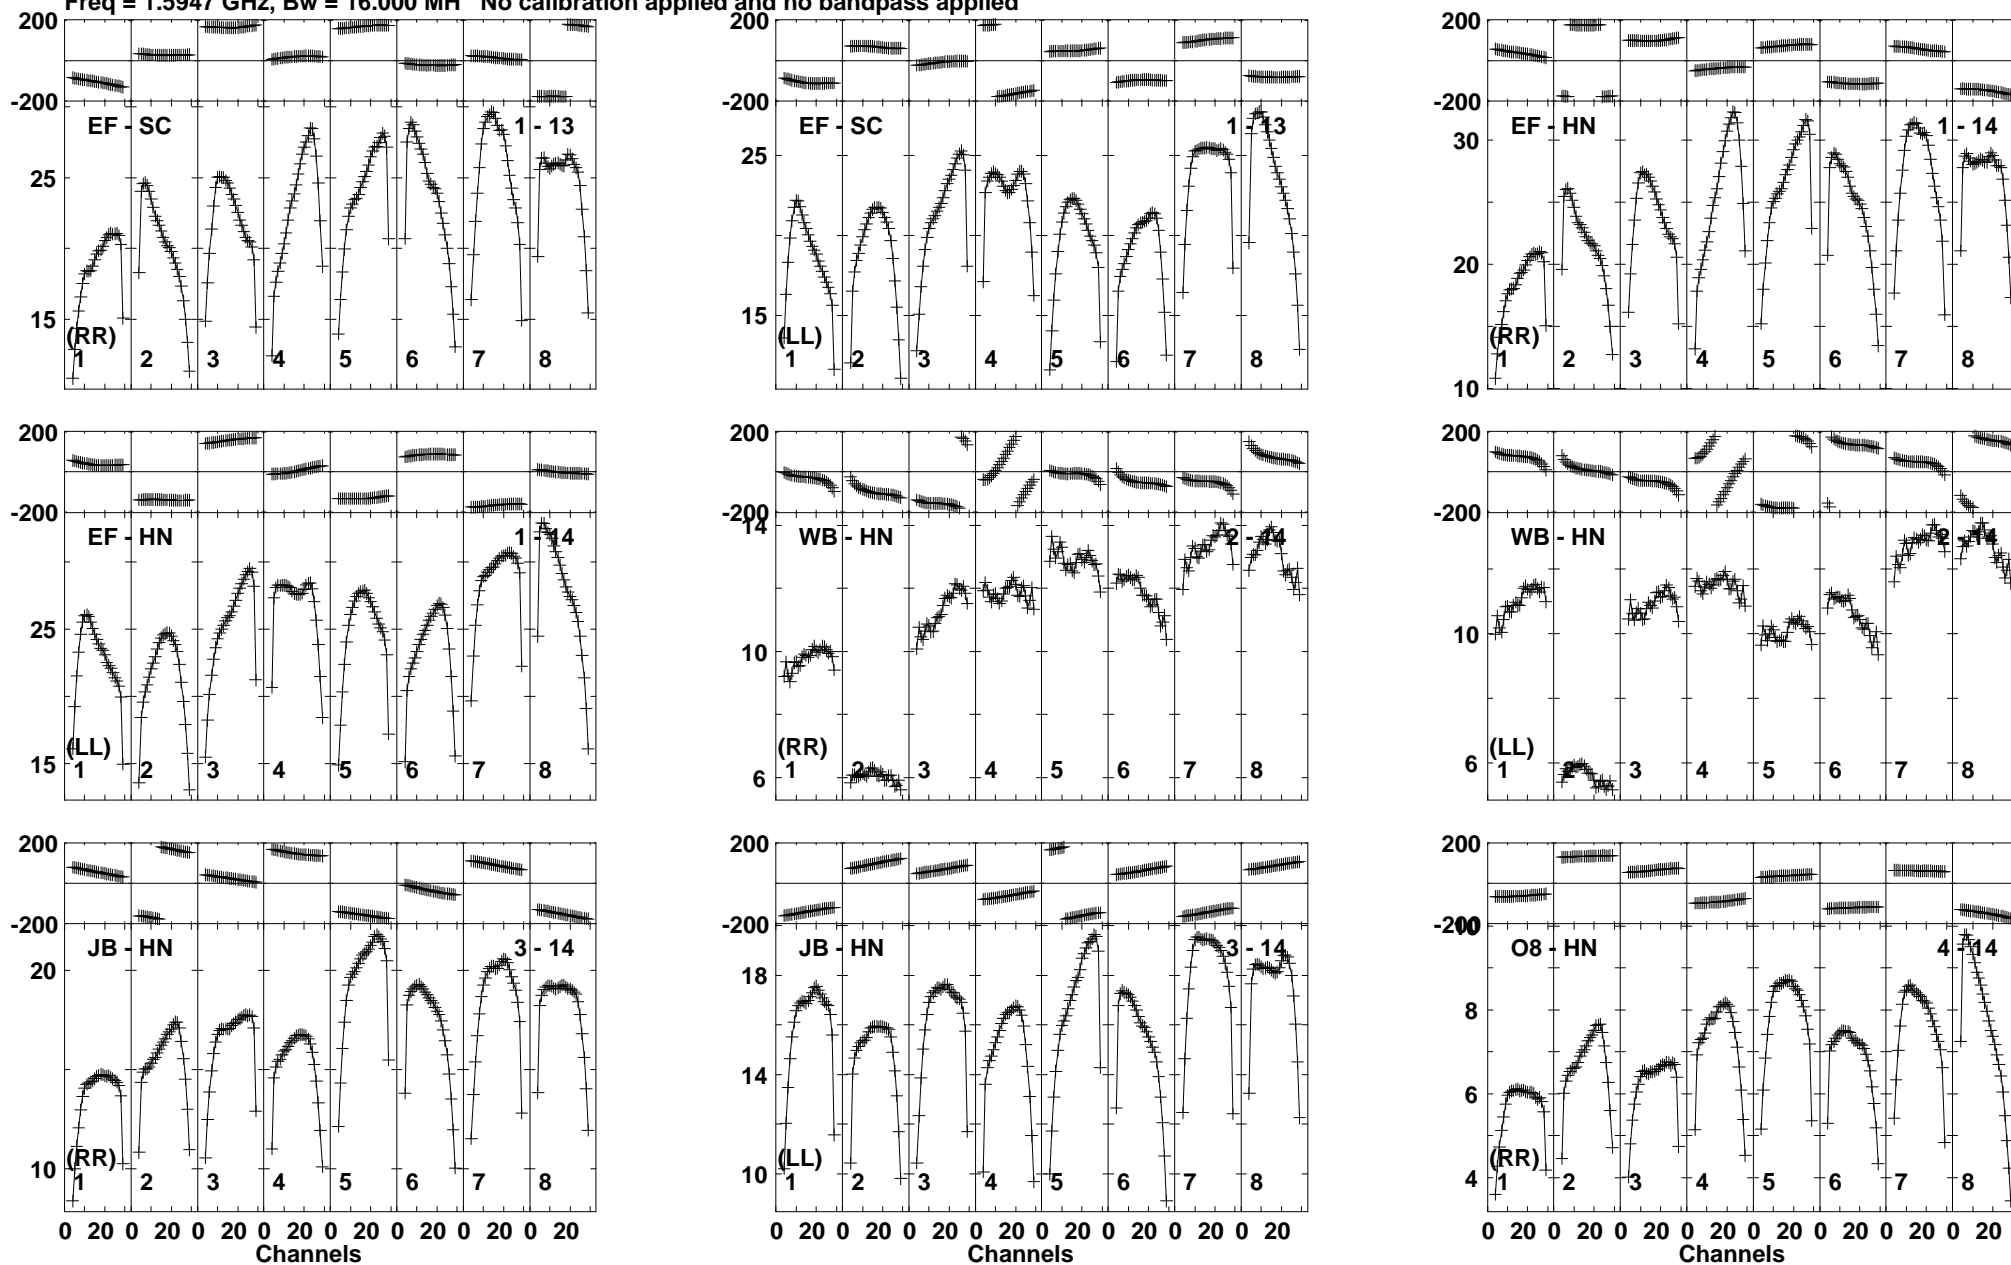 Freq = 1.5947 GHz, Bw = 16.000 MH No calibration applied and no bandpass applied
200 200 200
-200 -200 -200
EF - SC 1 - 13 EF - SC 1 - 13 EF - HN 1 - 14
30
25 25
20
15 15
(RR) (LL) (RR)
1 2 3 4 5 6 7 8 1 2 3 4 5 6 7 8 1 2 3 4 5 6 7 8
10
200 200 200
-200 -200 -200
14
EF - HN 1 - 14 WB - HN 2 - 14 WB - HN 2 - 14
25 10 10
(LL) (RR) (LL)
15 6 6
1 2 3 4 5 6 7 8 1 2 3 4 5 6 7 8 1 2 3 4 5 6 7 8
200 200 200
-200 -200 -200
10
JB - HN 3 - 14 JB - HN 3 - 14 O8 - HN 4 - 14
20 18 8
14 6
(RR) (LL) (RR)
10 10 4
1 2 3 4 5 6 7 8 1 2 3 4 5 6 7 8 1 2 3 4 5 6 7 8
0 20 0 20 0 20 0 20 0 20 0 20 0 20 0 20 0 20 0 20 0 20 0 20 0 20 0 20 0 20 0 20 0 20 0 20 0 20 0 20 0 20 0 20 0 20 0 20
Channels Channels Channels